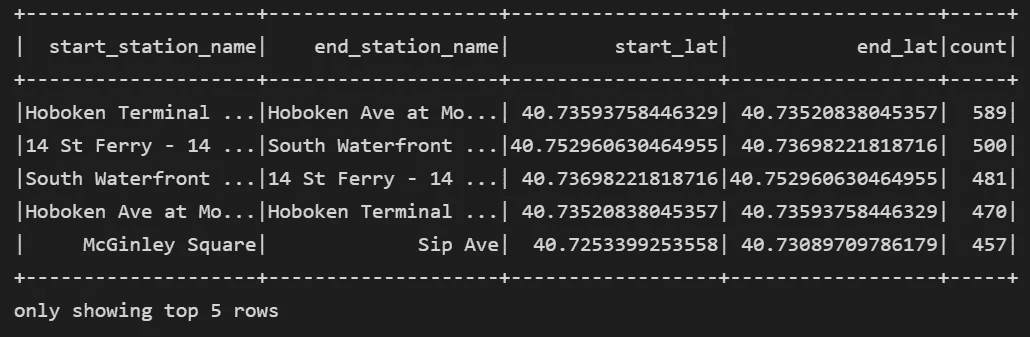 +--------------------+--------------------+------------------+------------------+-----+
|  start_station_name|    end_station_name|         start_lat|           end_lat|count|
+--------------------+--------------------+------------------+------------------+-----+
|Hoboken Terminal ...|Hoboken Ave at Mo...| 40.73593758446329| 40.73520838045357|  589|
|14 St Ferry - 14 ...|South Waterfront ...|40.752960630464955| 40.73698221818716|  500|
|South Waterfront ...|14 St Ferry - 14 ...| 40.73698221818716|40.752960630464955|  481|
|Hoboken Ave at Mo...|Hoboken Terminal ...| 40.73520838045357| 40.73593758446329|  470|
|     McGinley Square|             Sip Ave|  40.7253399253558| 40.73089709786179|  457|
+--------------------+--------------------+------------------+------------------+-----+
only showing top 5 rows